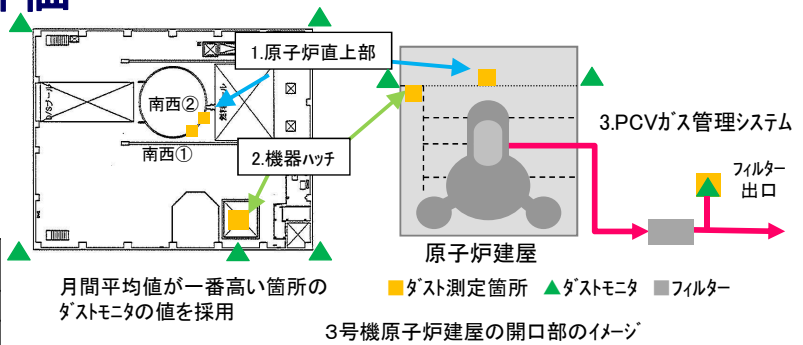 1.原子炉直上部
南西②
南西①
D/Sプール
2.機器ハッチ
3.PCVガス管理システム
フィルター
出口
原子炉建屋
月間平均値が一番高い箇所の
ダストモニタの値を採用
■ダスト測定箇所 ▲ダストモニタ ■フィルター
3号機原子炉建屋の開口部のイメージ